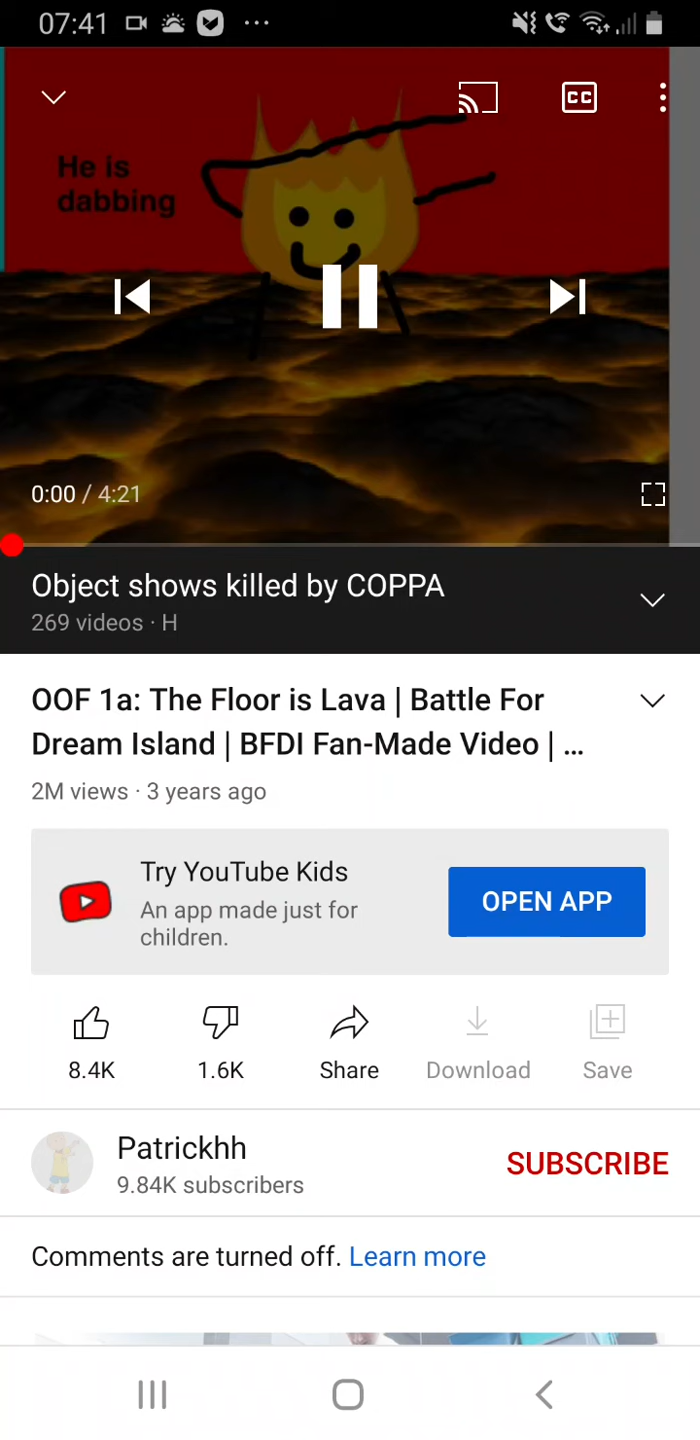 07:41
CC
He is
dabbing
0:00 / 4:21
Object shows killed by COPPA
269 videos · H
OOF 1a: The Floor is Lava | Battle For
Dream Island | BFDI Fan-Made Video | ...
2M views · 3 years ago
Try YouTube Kids
An app made just for
children.
OPEN APP
8.4K
1.6K
Share
Download
Save
Patrickhh
9.84K subscribers
SUBSCRIBE
Comments are turned off. Learn more